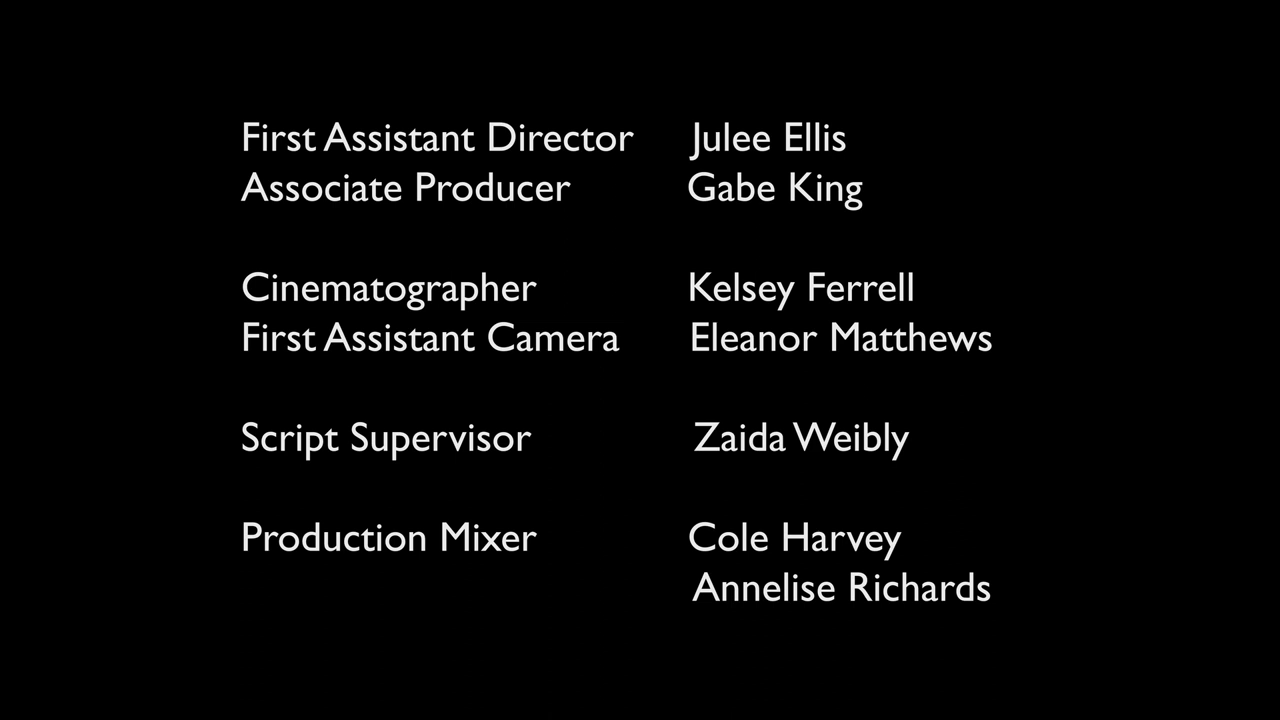 First Assistant Director Julee Ellis
Associate Producer Gabe King
Cinematographer Kelsey Ferrell
First Assistant Camera Eleanor Matthews
Script Supervisor Zaida Weibly
Production Mixer Cole Harvey
Annelise Richards